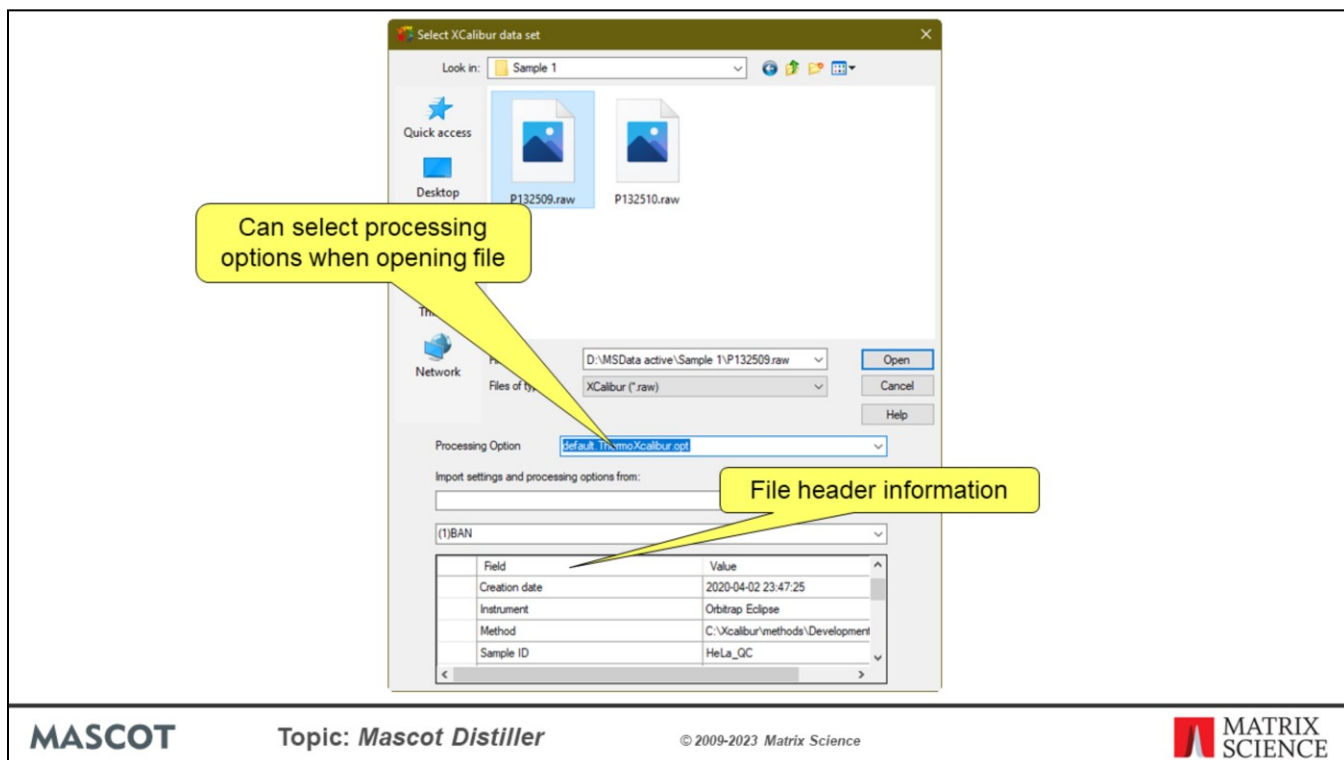 Select XCalibur data set
Look in: Sample 1
Quick access
Desktop
P132509.raw P132510.raw
Can select processing
options when opening file
Network
D:\MSData active\Sample 1\P132509.raw Open
Files of XCalibur (*.raw) Cancel
Help
Processing Option default.ThermoXcalibur.opt
Import settings and processing options from:
File header information
(1)BAN
Field Value
Creation date 2020-04-02 23:47:25
Instrument Orbitrap Eclipse
Method C:\Xcalibur\methods\Development
Sample ID HeLa_QC
MASCOT Topic: Mascot Distiller © 2009-2023 Matrix Science MATRIX
SCIENCE